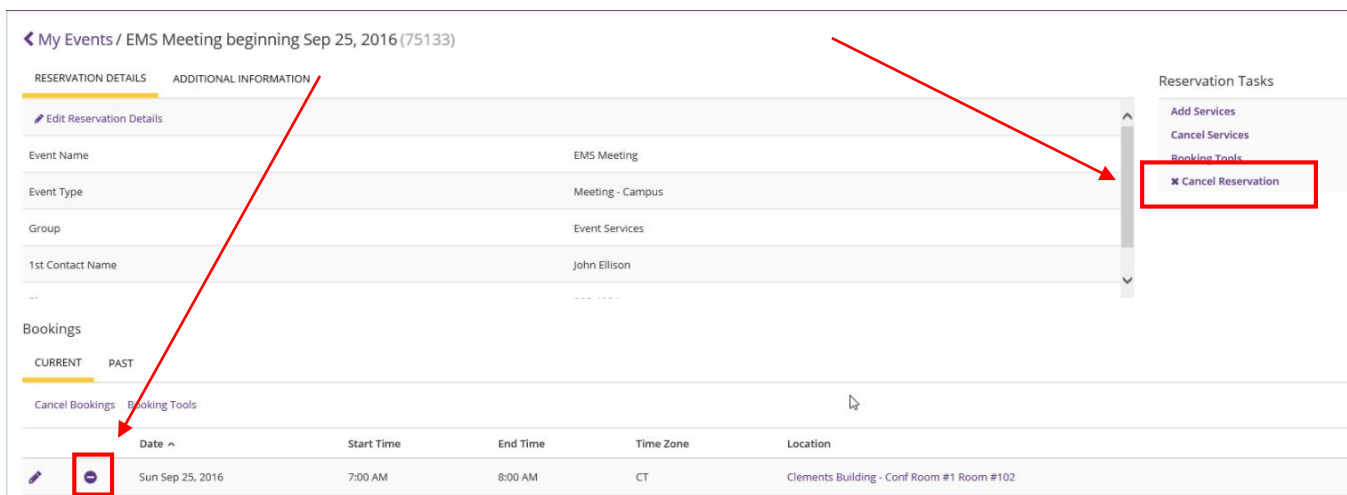 My Events / EMS Meeting beginning Sep 25, 2016 (75133)
RESERVATION DETAILS ADDITIONAL INFORMATION
Edit Reservation Details
Event Name EMS Meeting
Event Type Meeting - Campus
Group Event Services
1st Contact Name John Ellison
Reservation Tasks
Add Services
Cancel Services
Booking Tools
Cancel Reservation
Bookings
CURRENT PAST
Cancel Bookings Booking Tools
Date Start Time End Time Time Zone Location
Sun Sep 25, 2016 7:00 AM 8:00 AM CT Clements Building - Conf Room #1 Room #102